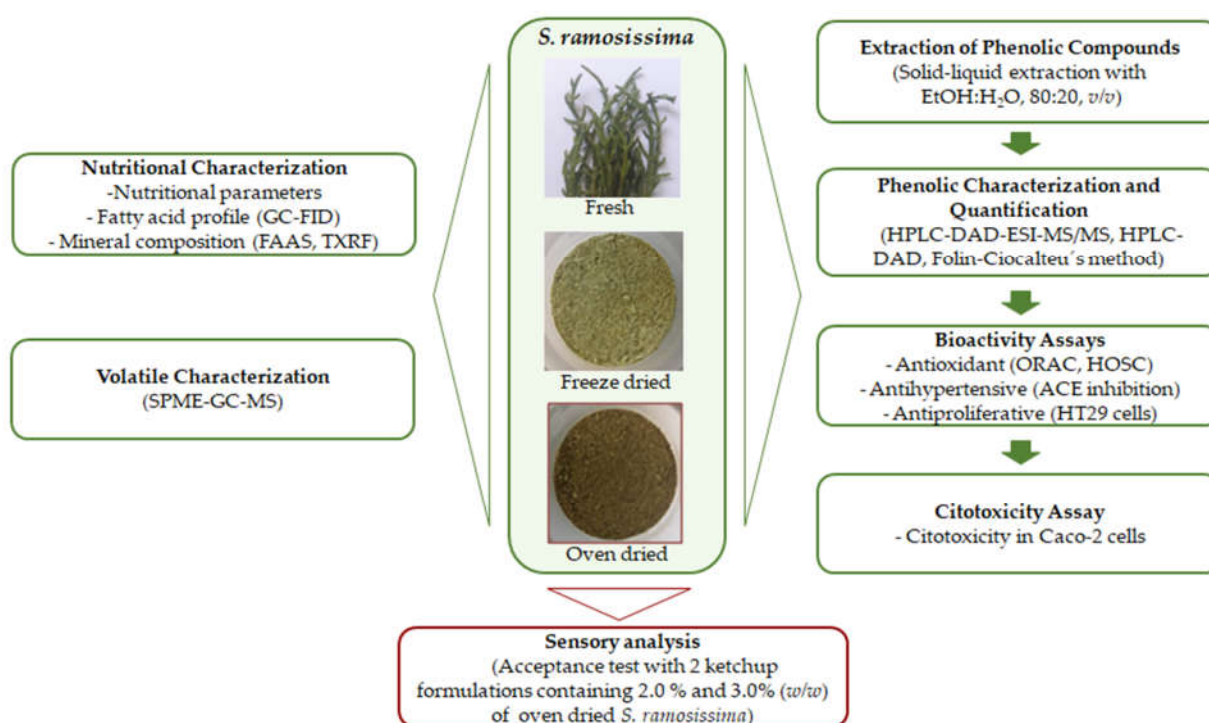 Nutritional Characterization
-Nutritional parameters
- Fatty acid profile (GC-FID)
- Mineral composition (FAAS, TXRF)
Volatile Characterization
(SPME-GC-MS)
S. ramosissima
Fresh
Freeze dried
Oven dried
Extraction of Phenolic Compounds
(Solid-liquid extraction with
EtOH:H₂O, 80:20, v/v)
Phenolic Characterization and
Quantification
(HPLC-DAD-ESI-MS/MS, HPLC-
DAD, Folin-Ciocalteu´s method)
Bioactivity Assays
- Antioxidant (ORAC, HOSC)
- Antihypertensive (ACE inhibition)
- Antiproliferative (HT29 cells)
Citotoxicity Assay
- Citotoxicity in Caco-2 cells
Sensory analysis
(Acceptance test with 2 ketchup
formulations containing 2.0 % and 3.0% (w/w)
of oven dried S. ramosissima)